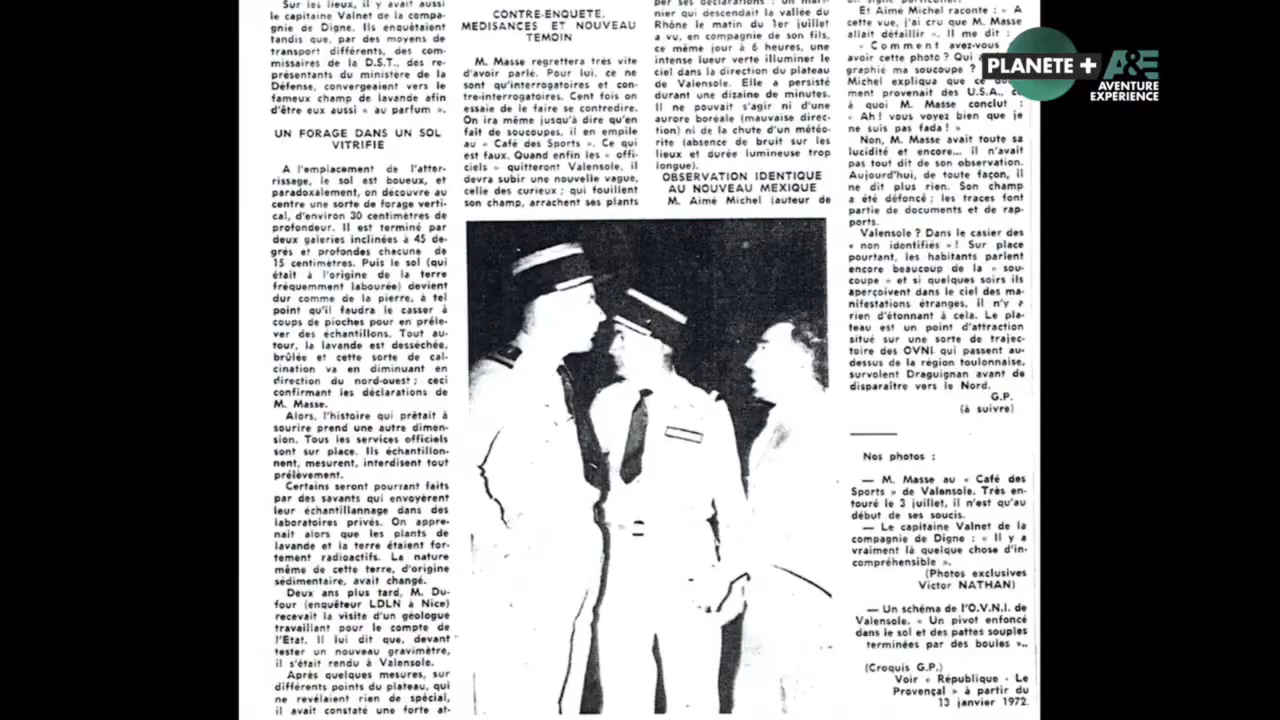 Sur les lieux, il y avait aussi
le capitaine Valnet de la compa-
gnie de Digne. Ils enquêtaient
tandis que, par des moyens de
transport différents, des com-
missaires de la D.S.T., des re-
présentants du ministère de la
Défense, convergeaient vers le
fameux champ de lavande afin
d'être eux aussi « au parfum ».
UN FORAGE DANS UN SOL
VITRIFIE
A l'emplacement de l'atter-
rissage, le sol est boueux, et
paradoxalement, on découvre au
centre une sorte de forage verti-
cal, d'environ 30 centimètres de
profondeur. Il est terminé par
deux galeries inclinées à 45 de-
grés et profondes chacune de
15 centimètres. Puis le sol (qui
était à l'origine de la terre
fréquemment labourée) devient
dur comme de la pierre, à tel
point qu'il faudra le casser à
coups de pioches pour en préle-
ver des échantillons. Tout au-
tour, la lavande est desséchée,
brûlée et cette sorte de cal-
cination va en diminuant en
direction du nord-ouest ; ceci
confirmant les déclarations de
M. Masse.
Alors, l'histoire qui prêtait à
sourire prend une autre dimen-
sion. Tous les services officiels
sont sur place. Ils échantillon-
nent, mesurent, interdisent tout
prélèvement.
Certains seront pourrant faits
par des savants qui envoyèrent
leur échantillannage dans des
laboratoires privés. On appre-
nait alors que les plants de
lavande et la terre étaient for-
tement radioactifs. La nature
même de cette terre, d'origine
sédimentaire, avait changé.
Deux ans plus tard, M. Du-
four (enquêteur LDLN à Nice)
recevait la visite d'un géologue
travaillant pour le compte de
l'Etat. Il lui dit que, devant
tester un nouveau gravimètre,
il s'était rendu à Valensole.
Après quelques mesures, sur
différents points du plateau, qui
ne révélaient rien de spécial,
il avait constaté une forte at-
CONTRE-ENQUETE,
MEDISANCES ET NOUVEAU
TEMOIN
M. Masse regrettera très vite
d'avoir parlé. Pour lui, ce ne
sont qu'interrogatoires et con-
tre-interrogatoires. Cent fois on
essaie de le faire se contredire.
On ira même jusqu'à dire qu'en
fait de soucoupes, il en empile
au « Café des Sports ». Ce qui
est faux. Quand enfin les « offi-
ciels » quitteront Valensole, il
devra subir une nouvelle vague,
celle des curieux ; qui fouillent
son champ, arrachent ses plants
per ses déclarations : un mari-
nier qui descendait la vallée du
Rhône le matin du 1er juillet
a vu, en compagnie de son fils,
ce même jour à 6 heures, une
intense lueur verte illuminer le
ciel dans la direction du plateau
de Valensole. Elle a persisté
durant une dizaine de minutes.
Il ne pouvait s'agir ni d'une
aurore boréale (mauvaise direc-
tion) ni de la chute d'un météo-
rite (absence de bruit sur les
lieux et durée lumineuse trop
longue).
OBSERVATION IDENTIQUE
AU NOUVEAU MEXIQUE
M. Aimé Michel (auteur de
un signe particulier.
Et Aimé Michel raconte : « A
cette vue, j'ai cru que M. Masse
allait défaillir ». Il me dit :
« Comment avez-vous
avoir cette photo ? Qui
graphié ma soucoupe ?
Michel expliqua que ce
ment provenait des U.S.A.,
à quoi M. Masse conclut :
« Ah ! vous voyez bien que je
ne suis pas fada ! »
Non, M. Masse avait toute sa
lucidité et encore... il n'avait
pas tout dit de son observation.
Aujourd'hui, de toute façon, il
ne dit plus rien. Son champ
a été défoncé ; les traces font
partie de documents et de rap-
ports.
Valensole ? Dans le casier des
« non identifiés » ! Sur place
pourtant, les habitants parlent
encore beaucoup de la « sou-
coupe » et si quelques soirs ils
aperçoivent dans le ciel des ma-
nifestations étranges, il n'y a
rien d'étonnant à cela. Le pla-
teau est un point d'attraction
situé sur une sorte de trajec-
toire des OVNI qui passent au-
dessus de la région toulonnaise,
survolent Draguignan avant de
disparaître vers le Nord.
G.P.
(à suivre)
Nos photos :
— M. Masse au « Café des
Sports » de Valensole. Très en-
touré le 3 juillet, il n'est qu'au
début de ses soucis.
— Le capitaine Valnet de la
compagnie de Digne : « Il y a
vraiment là quelque chose d'in-
compréhensible ».
(Photos exclusives
Victor NATHAN)
— Un schéma de l'O.V.N.I. de
Valensole. « Un pivot enfoncé
dans le sol et des pattes souples
terminées par des boules »..
(Croquis G.P.)
Voir « République - Le
Provençal » à partir du
13 janvier 1972.
PLANETE + A&E
AVENTURE
EXPÉRIENCE